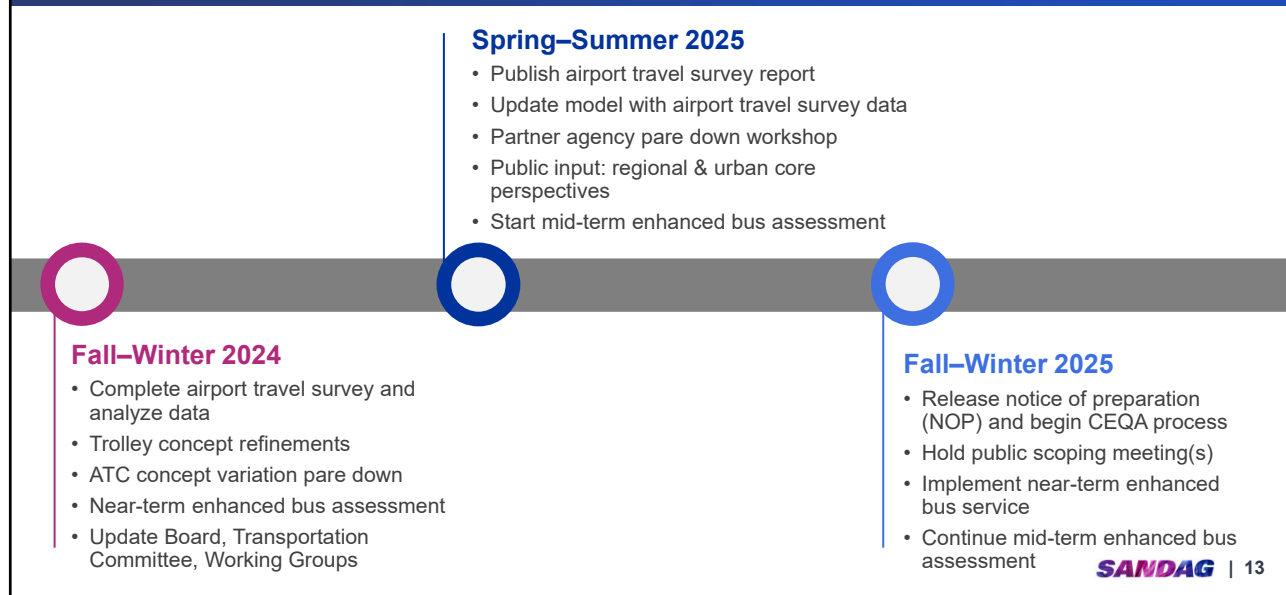 Spring–Summer 2025
• Publish airport travel survey report
• Update model with airport travel survey data
• Partner agency pare down workshop
• Public input: regional & urban core
perspectives
• Start mid-term enhanced bus assessment
Fall–Winter 2024
• Complete airport travel survey and
analyze data
• Trolley concept refinements
• ATC concept variation pare down
• Near-term enhanced bus assessment
• Update Board, Transportation
Committee, Working Groups
Fall–Winter 2025
• Release notice of preparation
(NOP) and begin CEQA process
• Hold public scoping meeting(s)
• Implement near-term enhanced
bus service
• Continue mid-term enhanced bus
assessment
SANDAG | 13